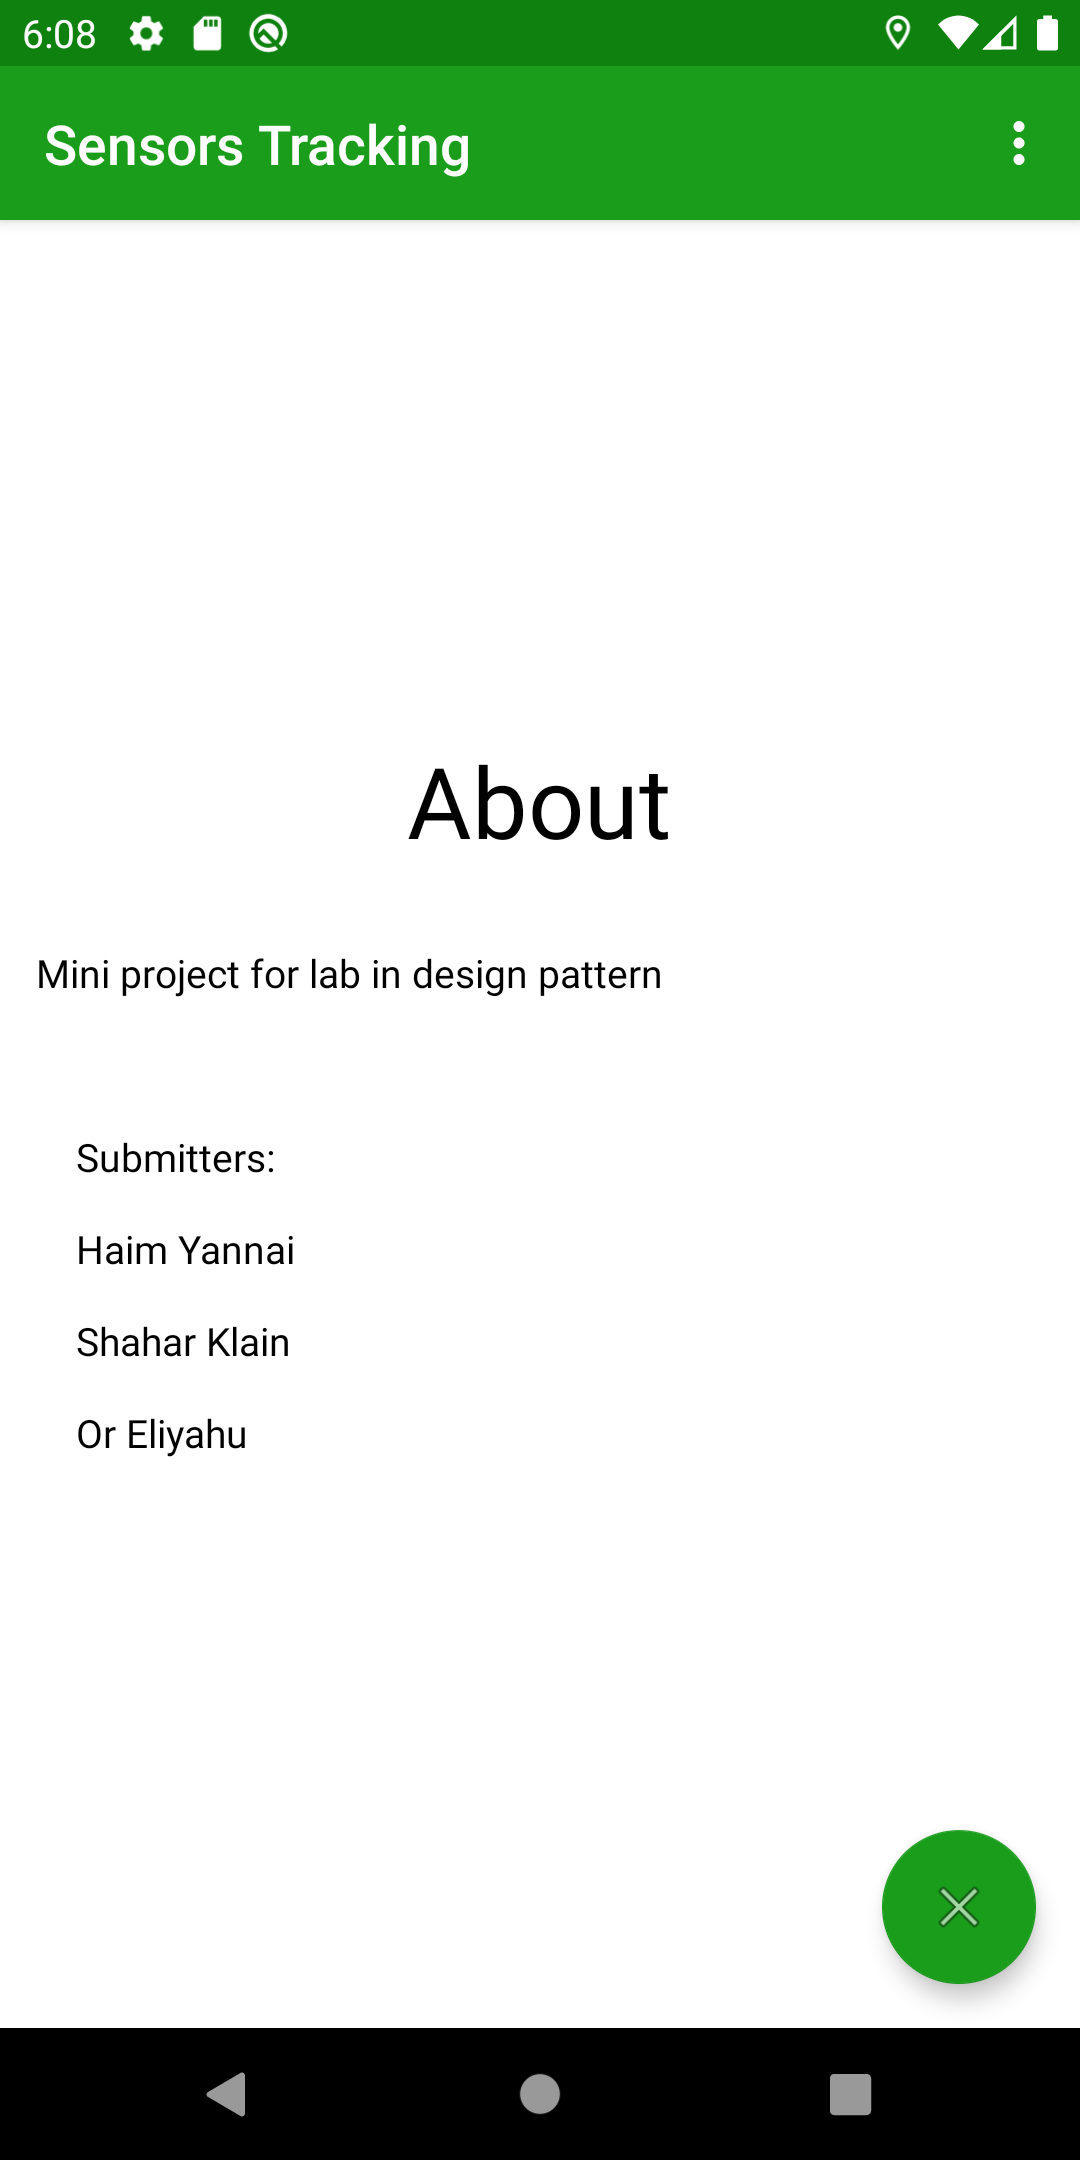 6:08
Sensors Tracking
About
Mini project for lab in design pattern
Submitters:
Haim Yannai
Shahar Klain
Or Eliyahu